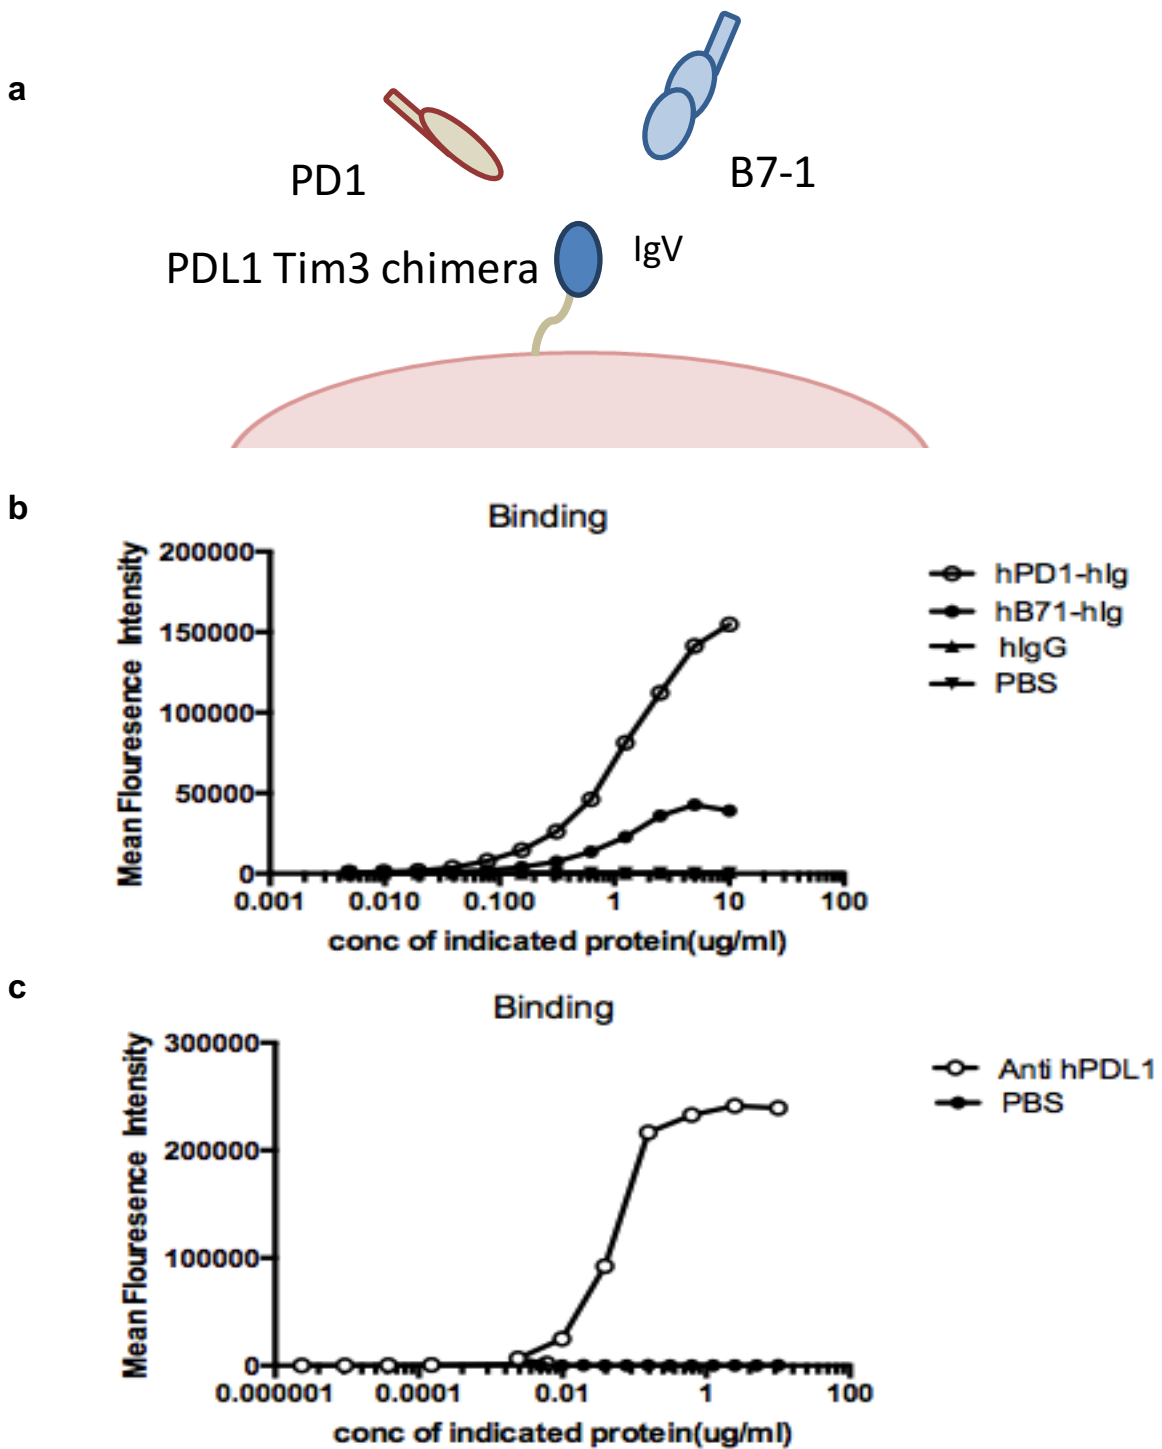 a
PD1
B7-1
PDL1 Tim3 chimera
IgV
b
Binding
Mean Flouresence Intensity
200000
150000
100000
50000
0
0.001 0.010 0.100 1 10 100
conc of indicated protein(ug/ml)
hPD1-hIg
hB71-hIg
hIgG
PBS
c
Binding
Mean Flouresence Intensity
300000
200000
100000
0
0.000001 0.0001 0.01 1 100
conc of indicated protein(ug/ml)
Anti hPDL1
PBS